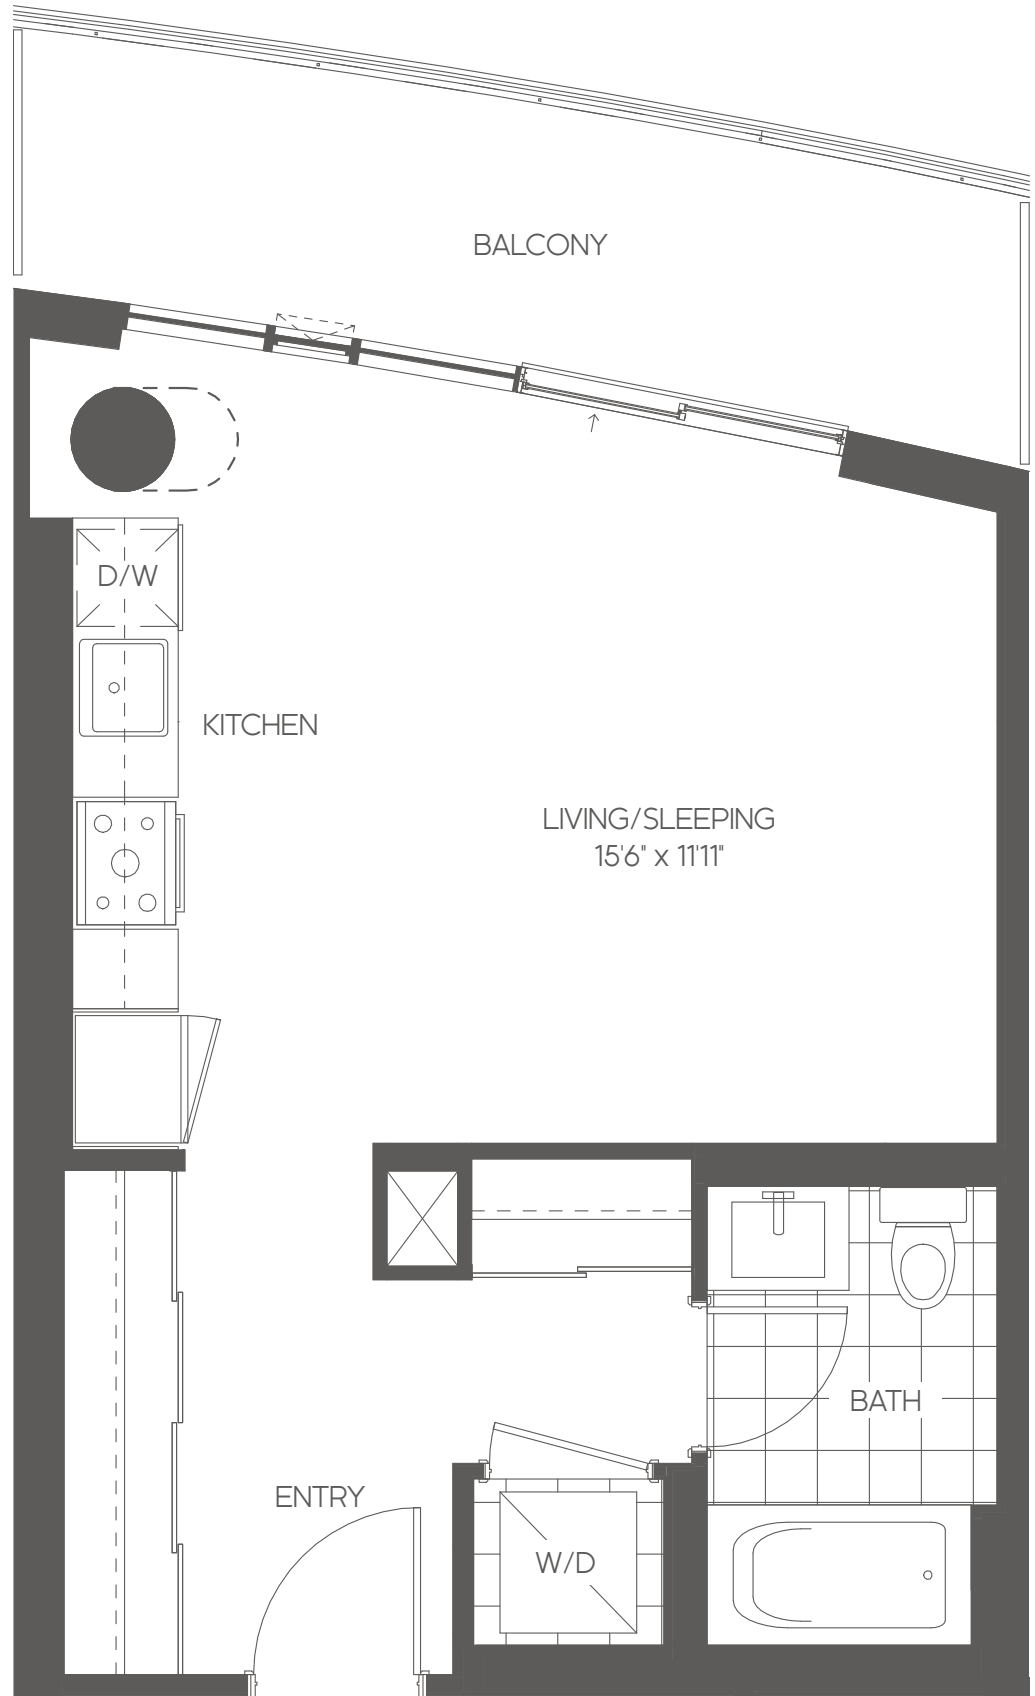 BALCONY
D/W
KITCHEN
LIVING/SLEEPING
15'6" x 11'11"
BATH
ENTRY
W/D